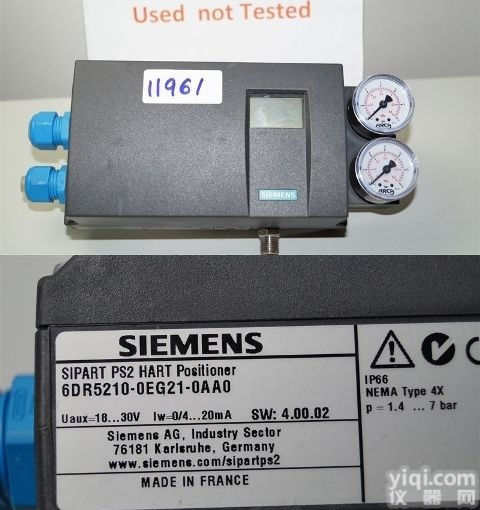 Used not Tested
11961
ARCA
ARCA
SIEMENS
SIEMENS
SIPART PS2 HART Positioner
6DR5210-0EG21-0AA0
Uaux=18...30V Iw=0/4...20mA SW: 4.00.02
Siemens AG, Industry Sector
76181 Karlsruhe, Germany
www.siemens.com/sipartps2
MADE IN FRANCE
IP66
NEMA Type 4X
p = 1.4 ... 7 bar
yiqi.com
仪器网